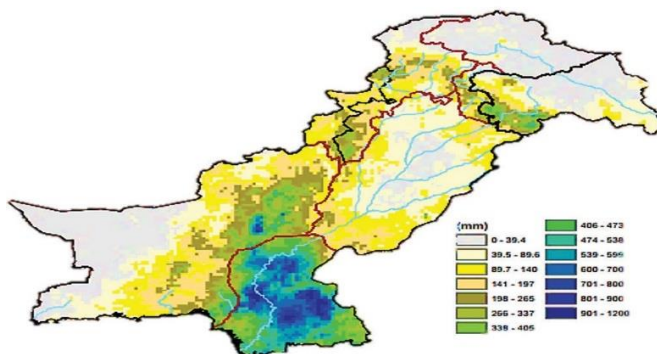 (mm)
0 - 39.4
39.5 - 89.6
89.7 - 140
141 - 197
198 - 265
266 - 337
338 - 405
406 - 473
474 - 538
539 - 599
600 - 700
701 - 800
801 - 900
901 - 1200